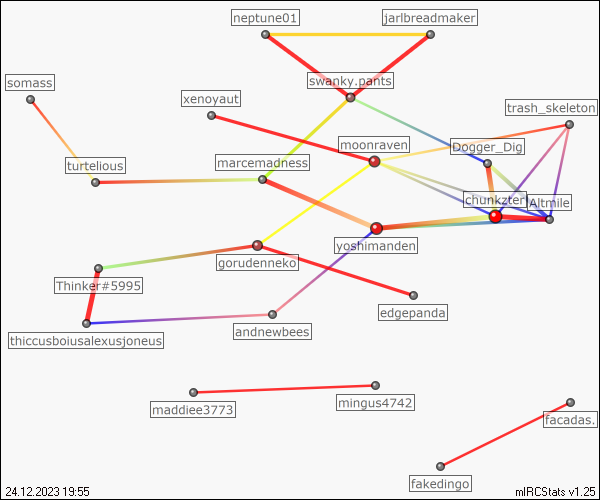 neptune01
jarlbreadmaker
somass
swanky.pants
xenoyaut
trash_skeleton
moonraven
Dogger_Dig
turtelious
marcemadness
chunkzter
Altmile
yoshimanden
gorudenneko
Thinker#5995
edgepanda
andnewbees
thiccusboiusalexusjoneus
maddiee3773
mingus4742
facadas.
fakedingo
24.12.2023 19:55
mIRCStats v1.25